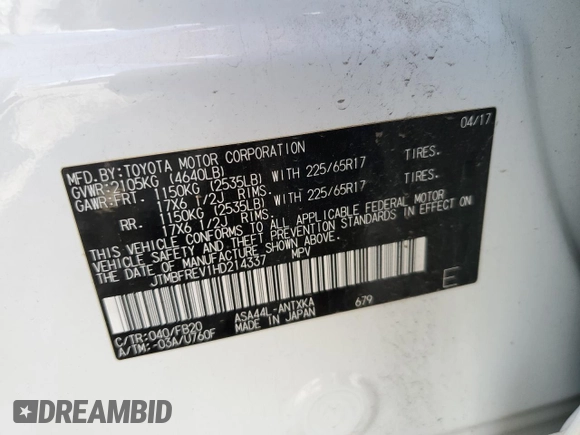 MFD.BY:TOYOTA MOTOR CORPORATION 04/17
GVWR:2105KG (4640LB)
GAWR:FRT. 1150KG (2535LB) WITH 225/65R17 TIRES.
17X6 1/2J RIMS.
RR. 1150KG (2535LB) WITH 225/65R17 TIRES.
17X6 1/2J RIMS.
THIS VEHICLE CONFORMS TO ALL APPLICABLE FEDERAL MOTOR
VEHICLE SAFETY AND THEFT PREVENTION STANDARDS IN EFFECT
ON THE DATE OF MANUFACTURE SHOWN ABOVE.
JTMBFREV1HD214337 MPV
E
C/TR:040/FB20 ASA44L-ANTXKA 679
A/TM:-03A/U760F MADE IN JAPAN
DREAMBID